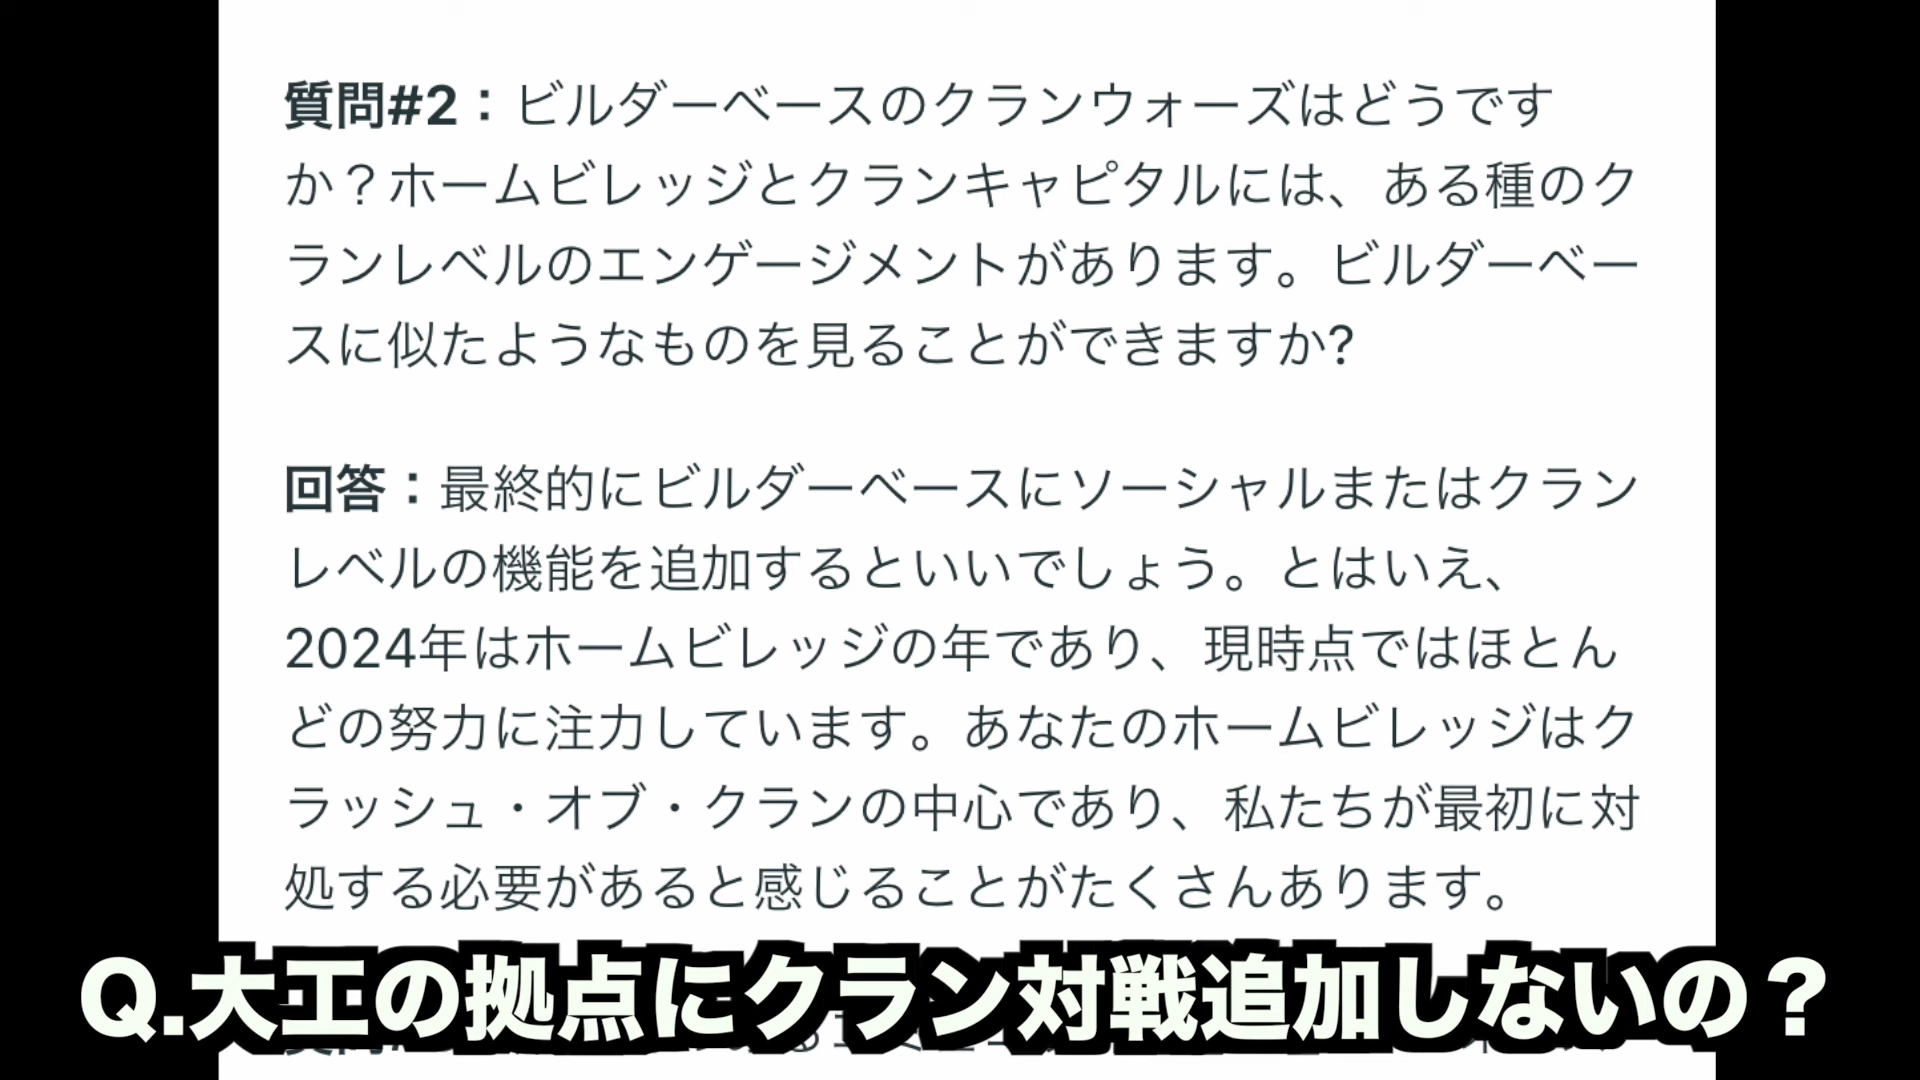 質問#2：ビルダーベースのクランウォーズはどうです
か？ホームビレッジとクランキャピタルには、ある種のク
ランレベルのエンゲージメントがあります。ビルダーベー
スに似たようなものを見ることができますか?
回答：最終的にビルダーベースにソーシャルまたはクラン
レベルの機能を追加するといいでしょう。とはいえ、
2024年はホームビレッジの年であり、現時点ではほとん
どの努力に注力しています。あなたのホームビレッジはク
ラッシュ・オブ・クランの中心であり、私たちが最初に対
処する必要があると感じることがたくさんあります。
Q.大工の拠点にクラン対戦追加しないの？